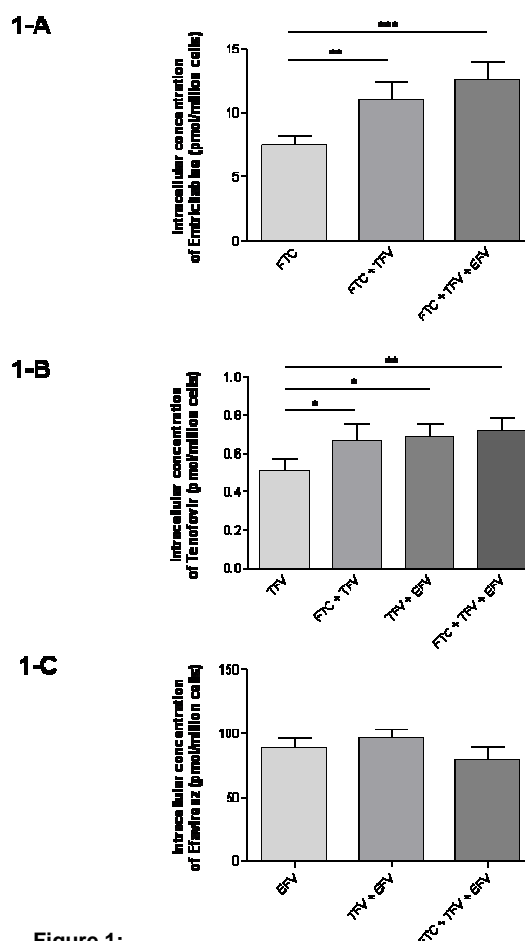 1-A
***
**
Intracellular concentration
of Emtricitabine (pmol/million cells)
15
10
5
0
FTC
FTC + TFV
FTC + TFV + EFV
1-B
**
*
*
Intracellular concentration
of Tenofovir (pmol/million cells)
1.0
0.8
0.6
0.4
0.2
0.0
TFV
FTC + TFV
TFV + EFV
FTC + TFV + EFV
1-C
Intracellular concentration
of Efavirenz (pmol/million cells)
150
100
50
0
EFV
TFV + EFV
FTC + TFV + EFV
Figure 1: